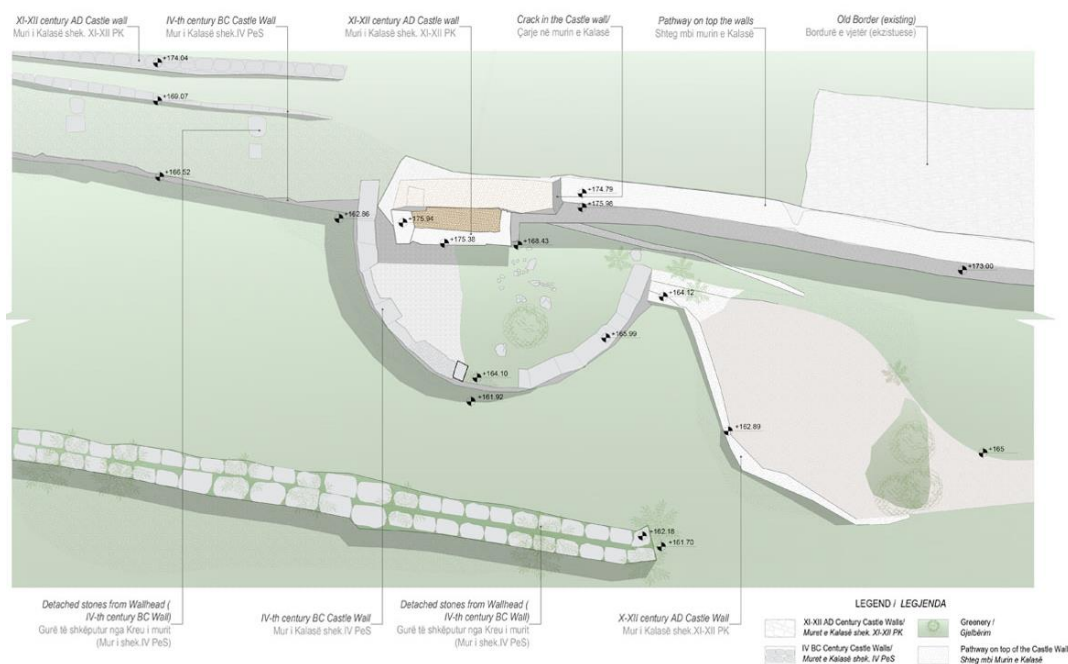 XI-XII century AD Castle wall
Muri i Kalasë shek. XI-XII PK
IV-th century BC Castle Wall
Mur i Kalasë shek.IV PeS
XI-XII century AD Castle wall
Muri i Kalasë shek. XI-XII PK
Crack in the Castle wall/
Çarje në murin e Kalasë
Pathway on top the walls
Shteg mbi murin e Kalasë
Old Border (existing)
Bordurë e vjetër (ekzistuese)
+174.04
+169.07
+166.52
+162.86
+175.94
+175.38
+168.43
+174.79
+175.98
+173.00
+164.12
+165.99
+164.10
+161.92
+162.89
+165
+162.18
+161.70
Detached stones from Wallhead (
IV-th century BC Wall)
Gurë të shkëputur nga Kreu i murit
(Mur i shek.IV PeS)
IV-th century BC Castle Wall
Mur i Kalasë shek.IV PeS
Detached stones from Wallhead (
IV-th century BC Wall)
Gurë të shkëputur nga Kreu i murit
(Mur i shek.IV PeS)
X-XII century AD Castle Wall
Mur i Kalasë shek.XI-XII PK
LEGEND / LEGJENDA
XI-XII AD Century Castle Walls/
Muret e Kalasë shek. XI-XII PK
IV BC Century Castle Walls/
Muret e Kalasë shek. IV PeS
Greenery /
Gjelbërim
Pathway on top of the Castle Wall
Shteg mbi Murin e Kalasë